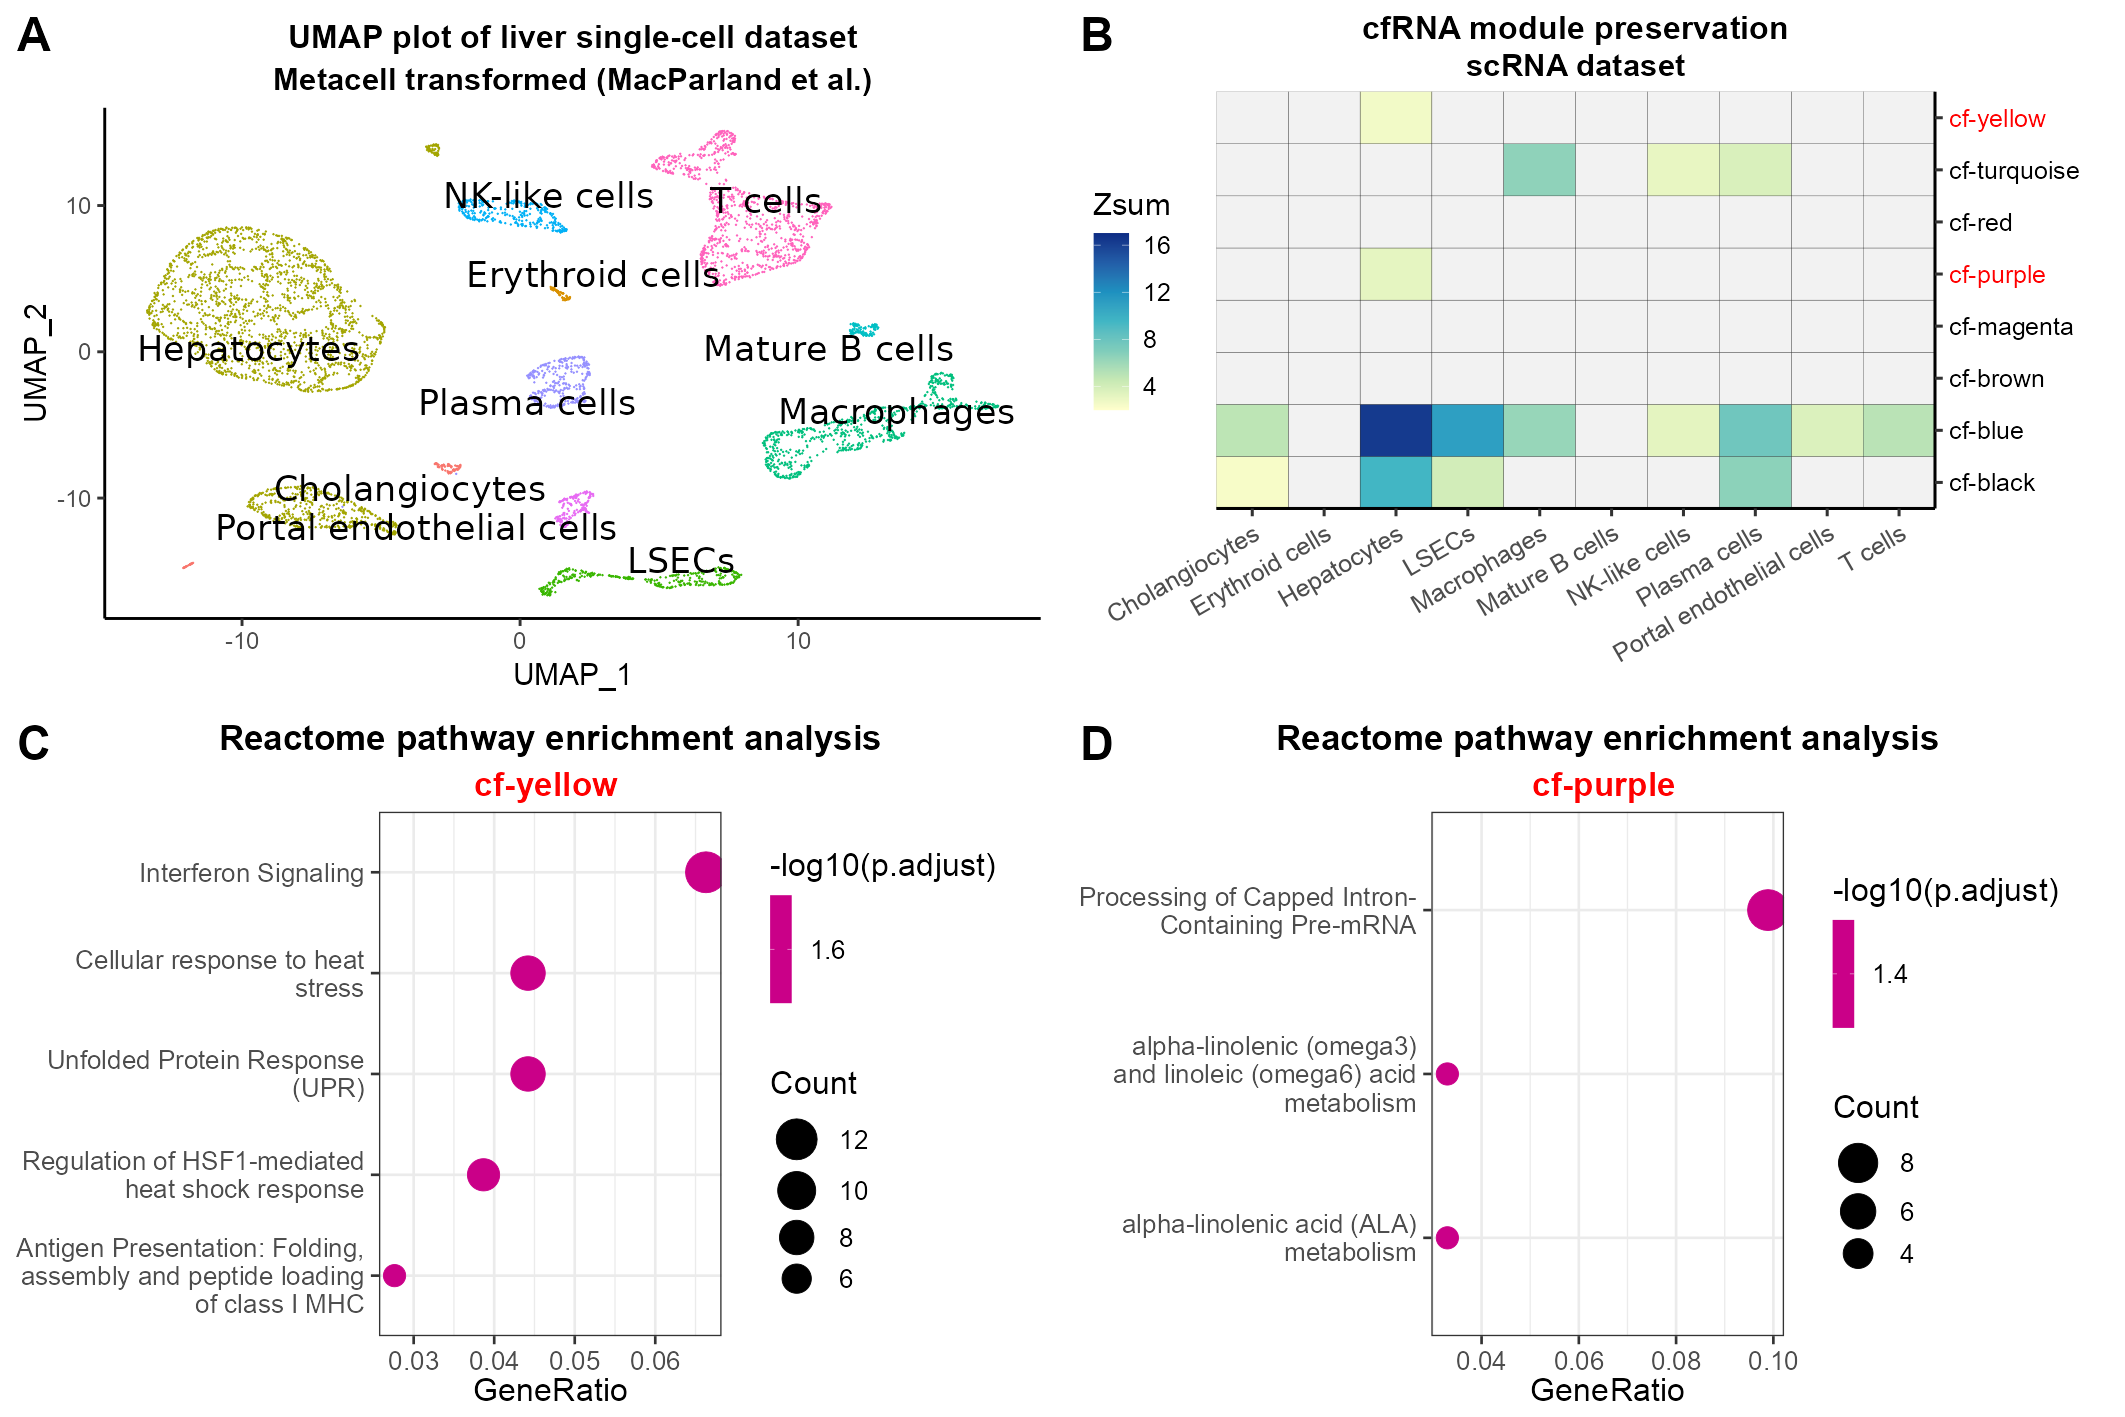 A
UMAP plot of liver single-cell dataset
Metacell transformed (MacParland et al.)
UMAP_2
10
0
-10
NK-like cells
T cells
Erythroid cells
Hepatocytes
Mature B cells
Plasma cells
Macrophages
Cholangiocytes
Portal endothelial cells
LSECs
-10
0
10
UMAP_1
B
cfRNA module preservation
scRNA dataset
Zsum
16
12
8
4
cf-yellow
cf-turquoise
cf-red
cf-purple
cf-magenta
cf-brown
cf-blue
cf-black
Cholangiocytes
Erythroid cells
Hepatocytes
LSECs
Macrophages
Mature B cells
NK-like cells
Plasma cells
Portal endothelial cells
T cells
C
Reactome pathway enrichment analysis
cf-yellow
Interferon Signaling
Cellular response to heat
stress
Unfolded Protein Response
(UPR)
Regulation of HSF1-mediated
heat shock response
Antigen Presentation: Folding,
assembly and peptide loading
of class I MHC
0.03
0.04
0.05
0.06
GeneRatio
-log10(p.adjust)
1.6
Count
12
10
8
6
D
Reactome pathway enrichment analysis
cf-purple
Processing of Capped Intron-
Containing Pre-mRNA
alpha-linolenic (omega3)
and linoleic (omega6) acid
metabolism
alpha-linolenic acid (ALA)
metabolism
0.04
0.06
0.08
0.10
GeneRatio
-log10(p.adjust)
1.4
Count
8
6
4